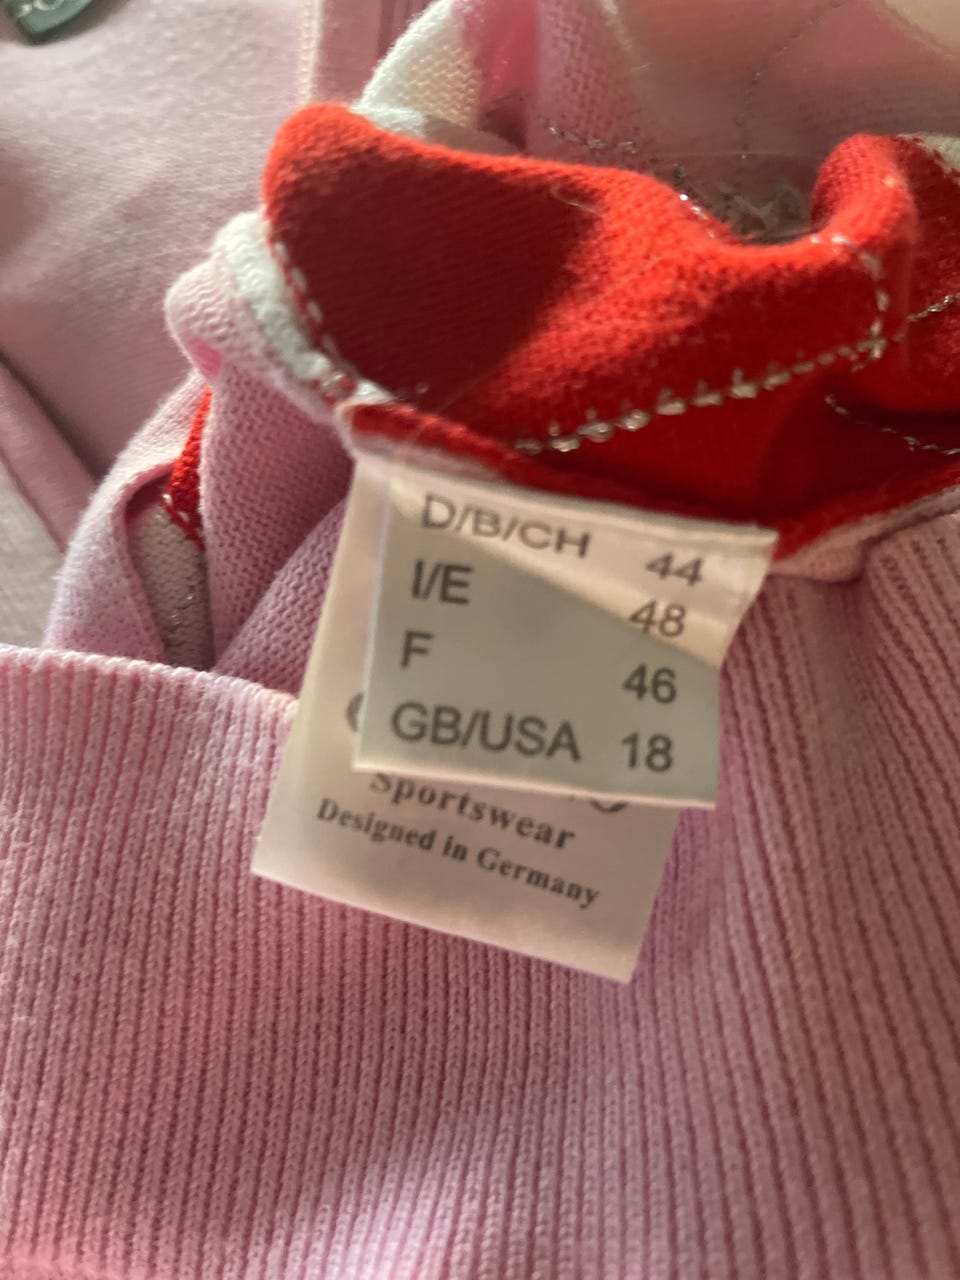 D/B/CH 44
I/E 48
F 46
GB/USA 18
Sportswear
Designed in Germany